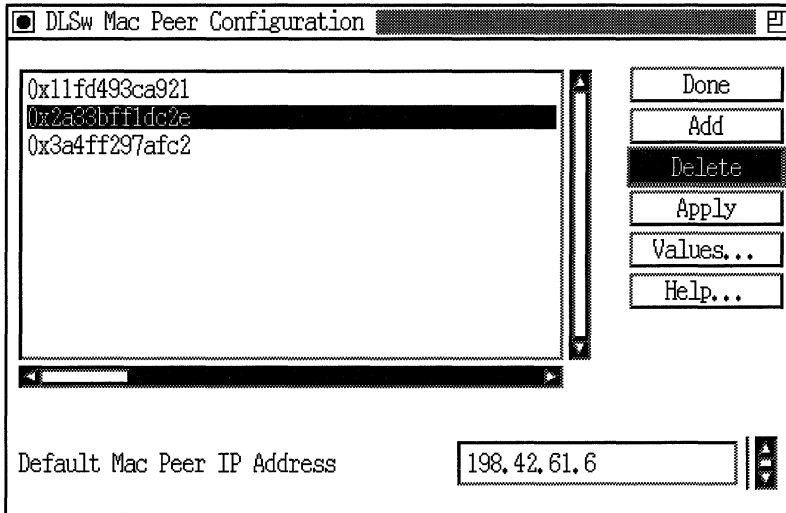 DLSw Mac Peer Configuration
0x11fd493ca921
0x2a33bff1dc2e
0x3a4ff297afc2
Done
Add
Delete
Apply
Values...
Help...
Default Mac Peer IP Address
198.42.61.6